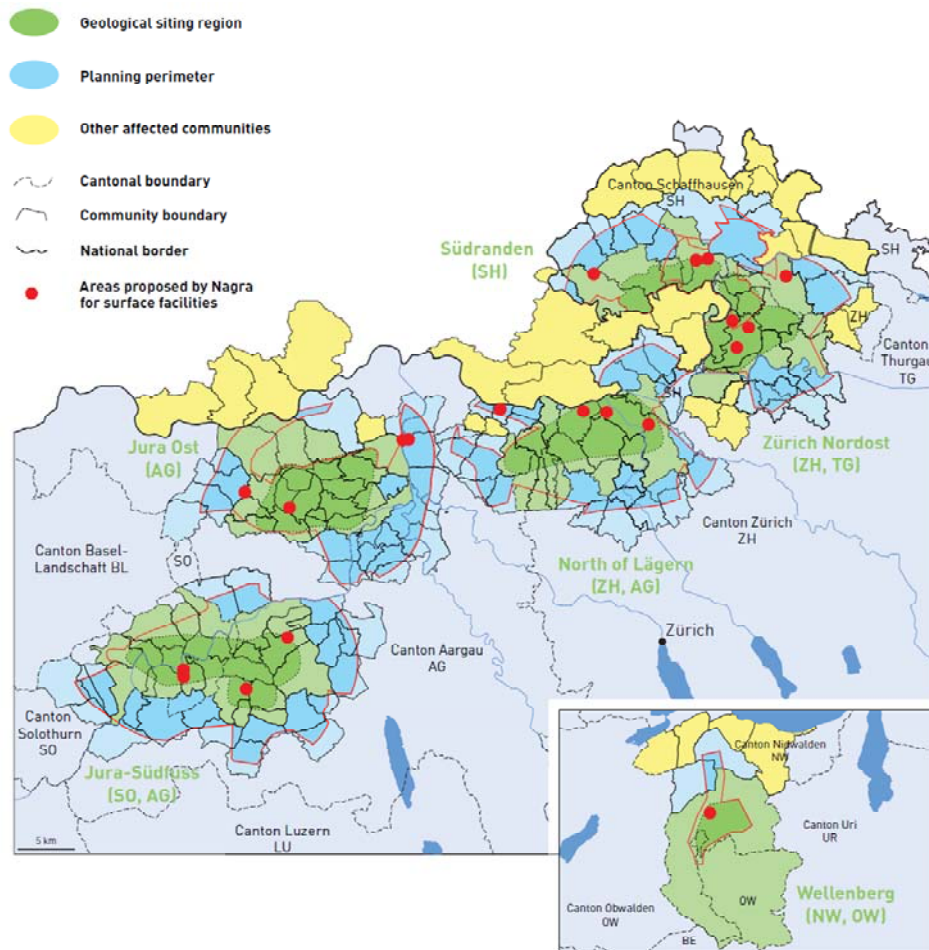 Geological siting region
Planning perimeter
Other affected communities
Cantonal boundary
Community boundary
National border
Areas proposed by Nagra
for surface facilities
Canton Schaffhausen
SH
Südranden
(SH)
SH
ZH
Canton
Thurgau
TG
SH
Jura Ost
(AG)
Zürich Nordost
(ZH, TG)
Canton Zürich
ZH
Canton Basel-
Landschaft BL
SO
North of Lägern
(ZH, AG)
Zürich
Canton Aargau
AG
Canton
Solothurn
SO
Jura-Südfuss
(SO, AG)
5 km
Canton Luzern
LU
Canton Nidwalden
NW
Canton Uri
UR
Wellenberg
(NW, OW)
OW
Canton Obwalden
OW
BE